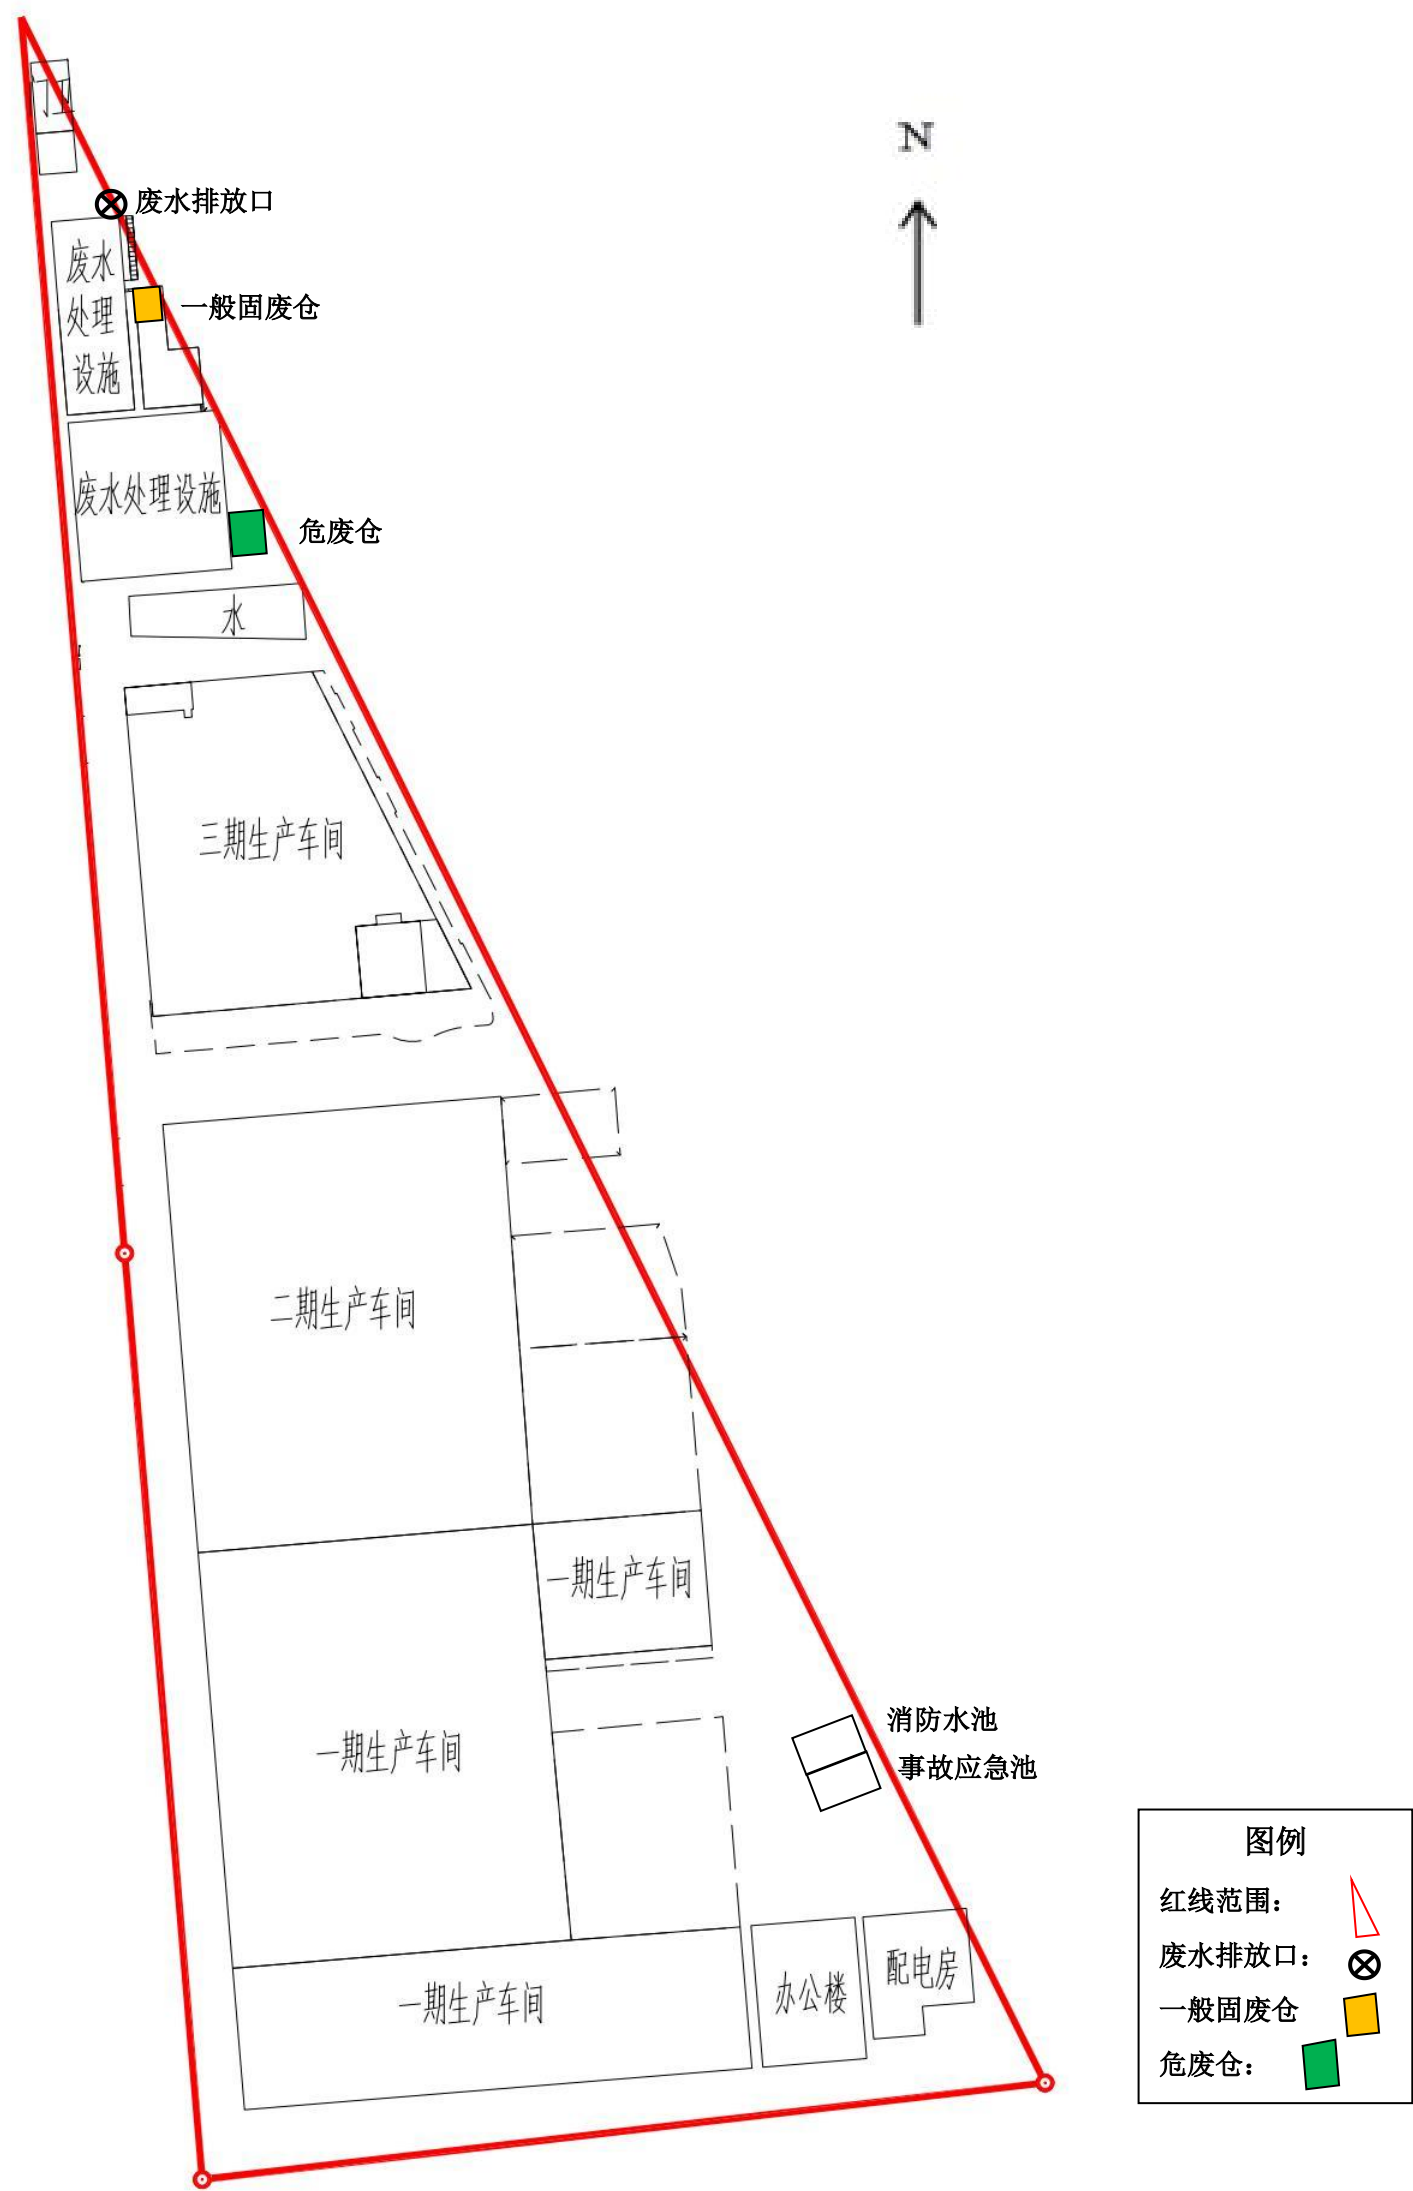 N
废水排放口
废水
处理
设施
一般固废仓
废水处理设施
危废仓
水
三期生产车间
二期生产车间
一期生产车间
一期生产车间
消防水池
事故应急池
一期生产车间
办公楼
配电房
图例
红线范围：
废水排放口：
一般固废仓
危废仓：